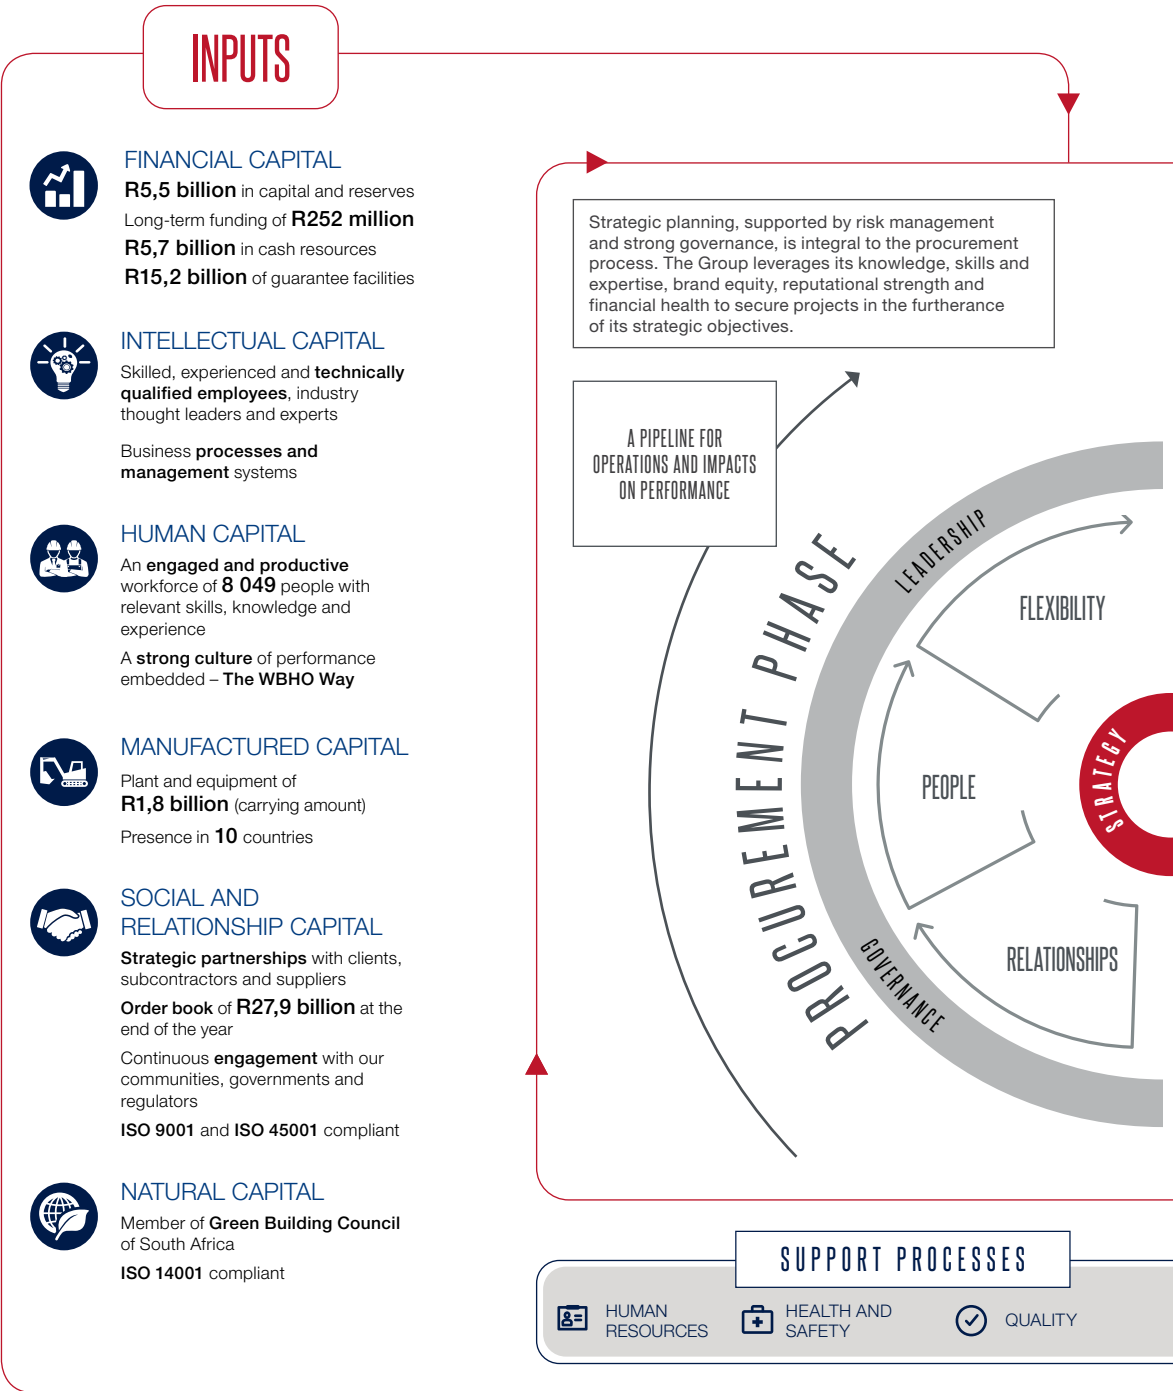 INPUTS
FINANCIAL CAPITAL
R5,5 billion in capital and reserves
Long-term funding of R252 million
R5,7 billion in cash resources
R15,2 billion of guarantee facilities
INTELLECTUAL CAPITAL
Skilled, experienced and technically
qualified employees, industry
thought leaders and experts
Business processes and
management systems
HUMAN CAPITAL
An engaged and productive
workforce of 8 049 people with
relevant skills, knowledge and
experience
A strong culture of performance
embedded – The WBHO Way
MANUFACTURED CAPITAL
Plant and equipment of
R1,8 billion (carrying amount)
Presence in 10 countries
SOCIAL AND
RELATIONSHIP CAPITAL
Strategic partnerships with clients,
subcontractors and suppliers
Order book of R27,9 billion at the
end of the year
Continuous engagement with our
communities, governments and
regulators
ISO 9001 and ISO 45001 compliant
NATURAL CAPITAL
Member of Green Building Council
of South Africa
ISO 14001 compliant
Strategic planning, supported by risk management
and strong governance, is integral to the procurement
process. The Group leverages its knowledge, skills and
expertise, brand equity, reputational strength and
financial health to secure projects in the furtherance
of its strategic objectives.
A PIPELINE FOR
OPERATIONS AND IMPACTS
ON PERFORMANCE
PROCUREMENT PHASE
LEADERSHIP
GOVERNANCE
FLEXIBILITY
PEOPLE
RELATIONSHIPS
STRATEGY
SUPPORT PROCESSES
HUMAN
RESOURCES
HEALTH AND
SAFETY
QUALITY